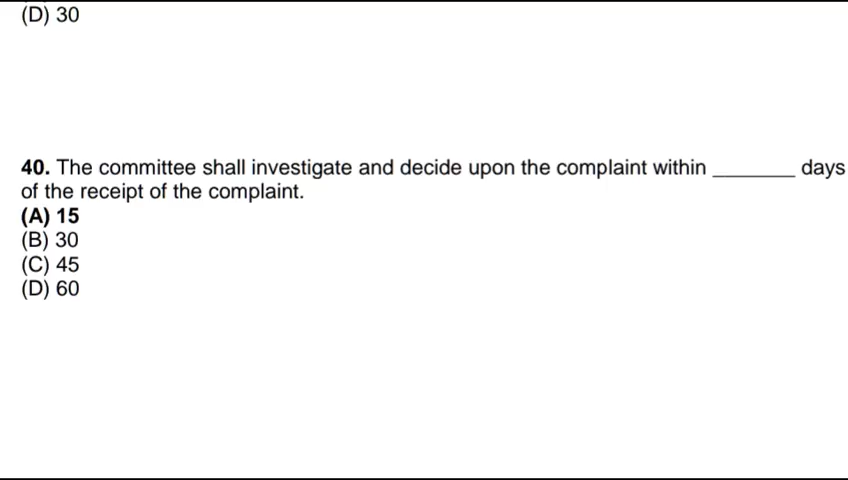 (D) 30
40. The committee shall investigate and decide upon the complaint within ________ days
of the receipt of the complaint.
(A) 15
(B) 30
(C) 45
(D) 60